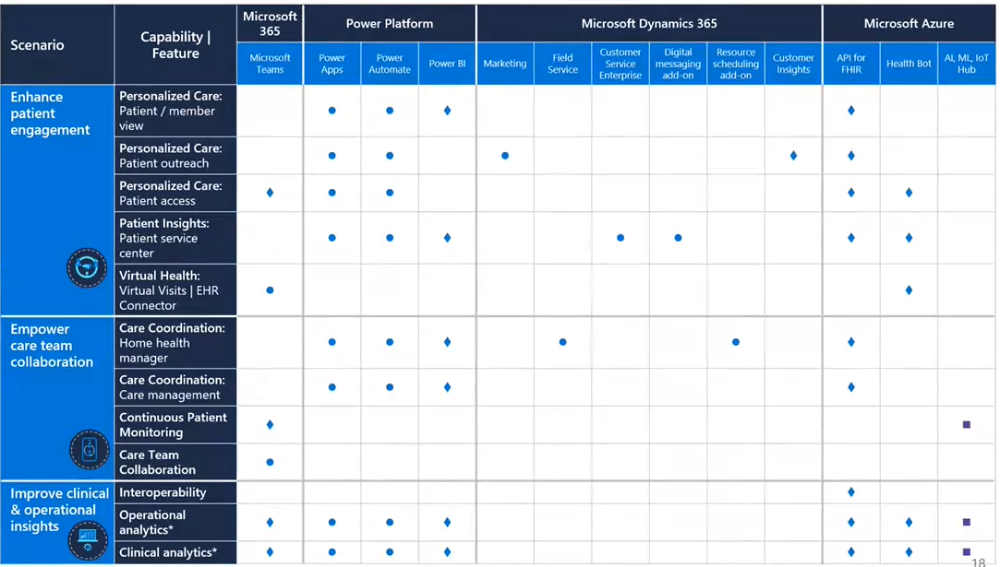 Scenario
Capability |
Feature
Microsoft
365
Power Platform
Microsoft Dynamics 365
Microsoft Azure
Microsoft
Teams
Power
Apps
Power
Automate
Power BI
Marketing
Field
Service
Customer
Service
Enterprise
Digital
messaging
add-on
Resource
scheduling
add-on
Customer
Insights
API for
FHIR
Health Bot
AI, ML, IoT
Hub
Enhance
patient
engagement
Personalized Care:
Patient / member
view
Personalized Care:
Patient outreach
Personalized Care:
Patient access
Patient Insights:
Patient service
center
Virtual Health:
Virtual Visits | EHR
Connector
Empower
care team
collaboration
Care Coordination:
Home health
manager
Care Coordination:
Care management
Continuous Patient
Monitoring
Care Team
Collaboration
Improve clinical
& operational
insights
Interoperability
Operational
analytics*
Clinical analytics*
18